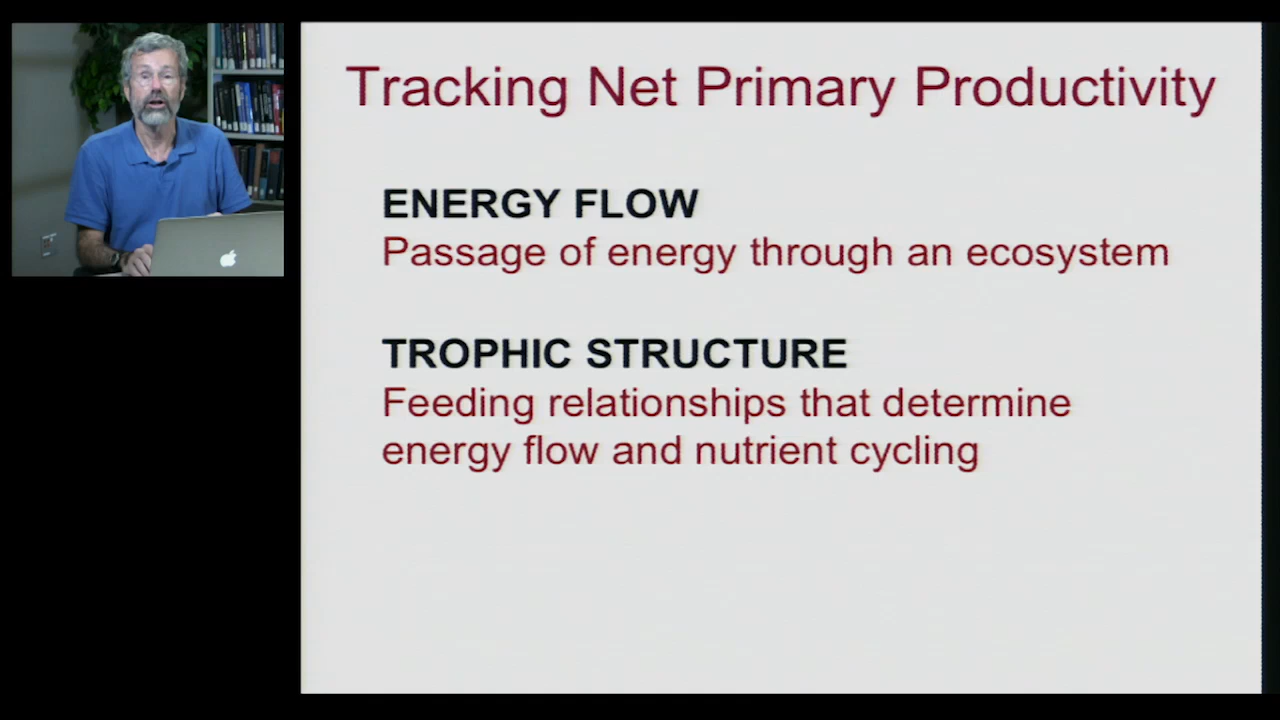 Tracking Net Primary Productivity
ENERGY FLOW
Passage of energy through an ecosystem
TROPHIC STRUCTURE
Feeding relationships that determine
energy flow and nutrient cycling